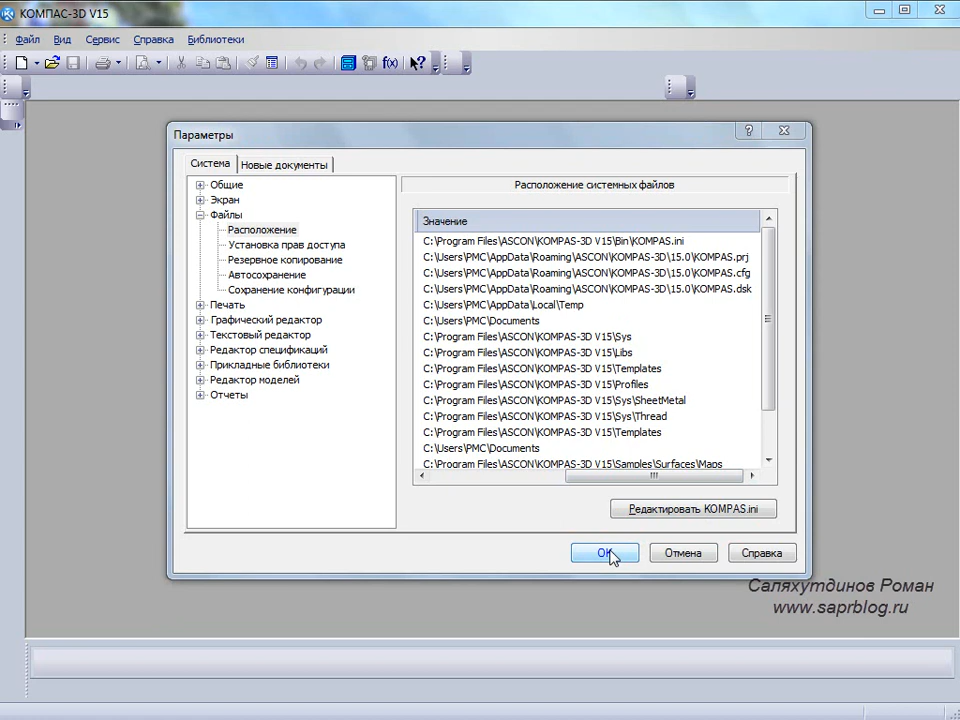 КОМПАС-3D V15
Файл Вид Сервис Справка Библиотеки
f(x)
Параметры
Система Новые документы
Общие
Экран
Файлы
Расположение
Установка прав доступа
Резервное копирование
Автосохранение
Сохранение конфигурации
Печать
Графический редактор
Текстовый редактор
Редактор спецификаций
Прикладные библиотеки
Редактор моделей
Отчеты
Расположение системных файлов
Значение
C:\Program Files\ASCON\KOMPAS-3D V15\Bin\KOMPAS.ini
C:\Users\PMC\AppData\Roaming\ASCON\KOMPAS-3D\15.0\KOMPAS.prj
C:\Users\PMC\AppData\Roaming\ASCON\KOMPAS-3D\15.0\KOMPAS.cfg
C:\Users\PMC\AppData\Roaming\ASCON\KOMPAS-3D\15.0\KOMPAS.dsk
C:\Users\PMC\AppData\Local\Temp
C:\Users\PMC\Documents
C:\Program Files\ASCON\KOMPAS-3D V15\Sys
C:\Program Files\ASCON\KOMPAS-3D V15\Libs
C:\Program Files\ASCON\KOMPAS-3D V15\Templates
C:\Program Files\ASCON\KOMPAS-3D V15\Profiles
C:\Program Files\ASCON\KOMPAS-3D V15\Sys\SheetMetal
C:\Program Files\ASCON\KOMPAS-3D V15\Sys\Thread
C:\Program Files\ASCON\KOMPAS-3D V15\Templates
C:\Users\PMC\Documents
C:\Program Files\ASCON\KOMPAS-3D V15\Samples\Surfaces\Maps
Редактировать KOMPAS.ini
OK Отмена Справка
Саляхутдинов Роман
www.saprblog.ru